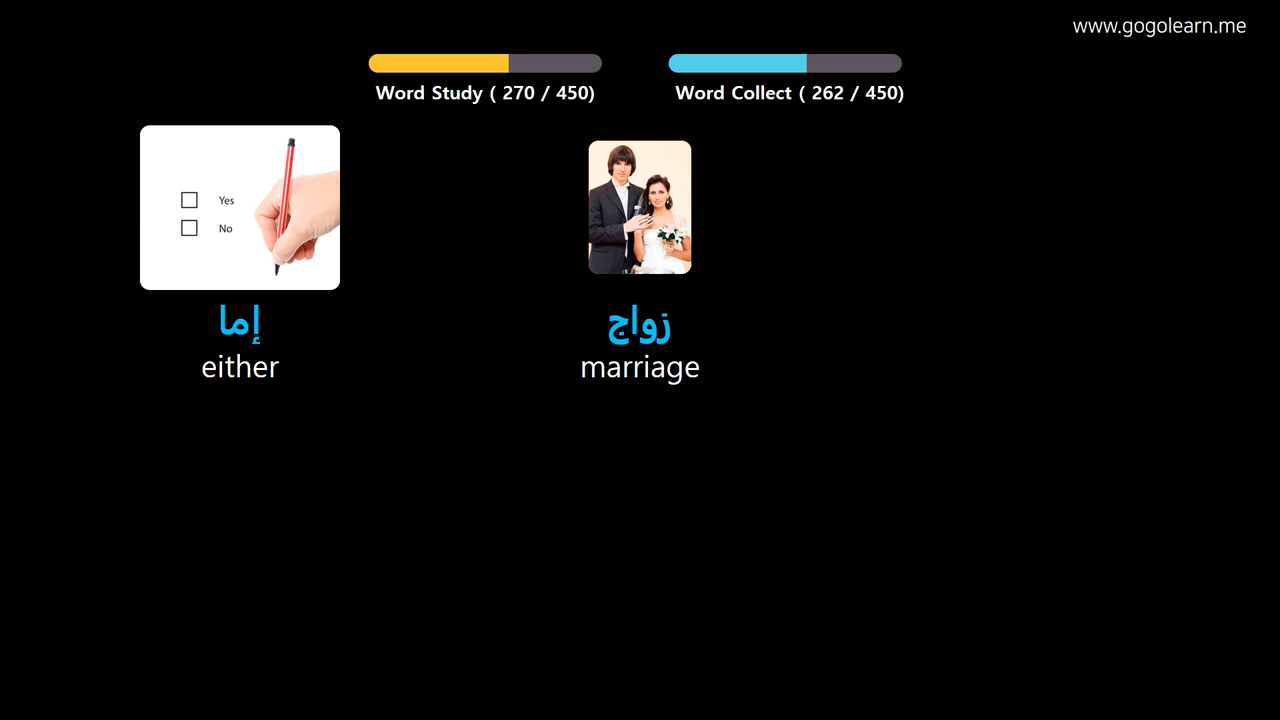 www.gogolearn.me
Word Study ( 270 / 450)
Word Collect ( 262 / 450)
Yes
No
إما
either
زواج
marriage